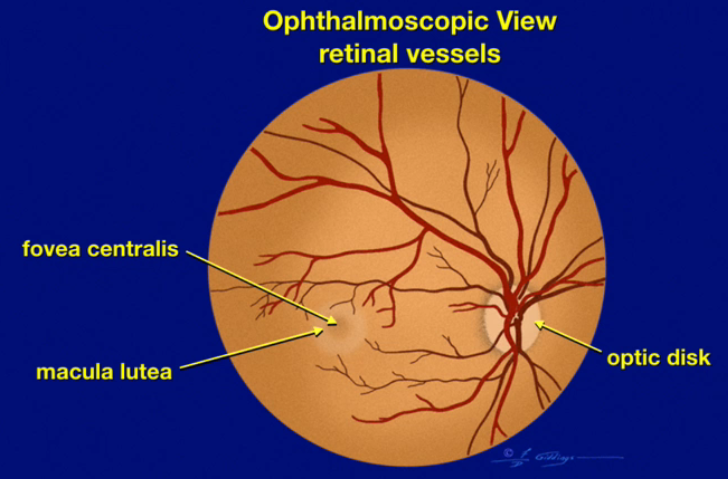 Ophthalmoscopic View
retinal vessels
fovea centralis
macula lutea
optic disk